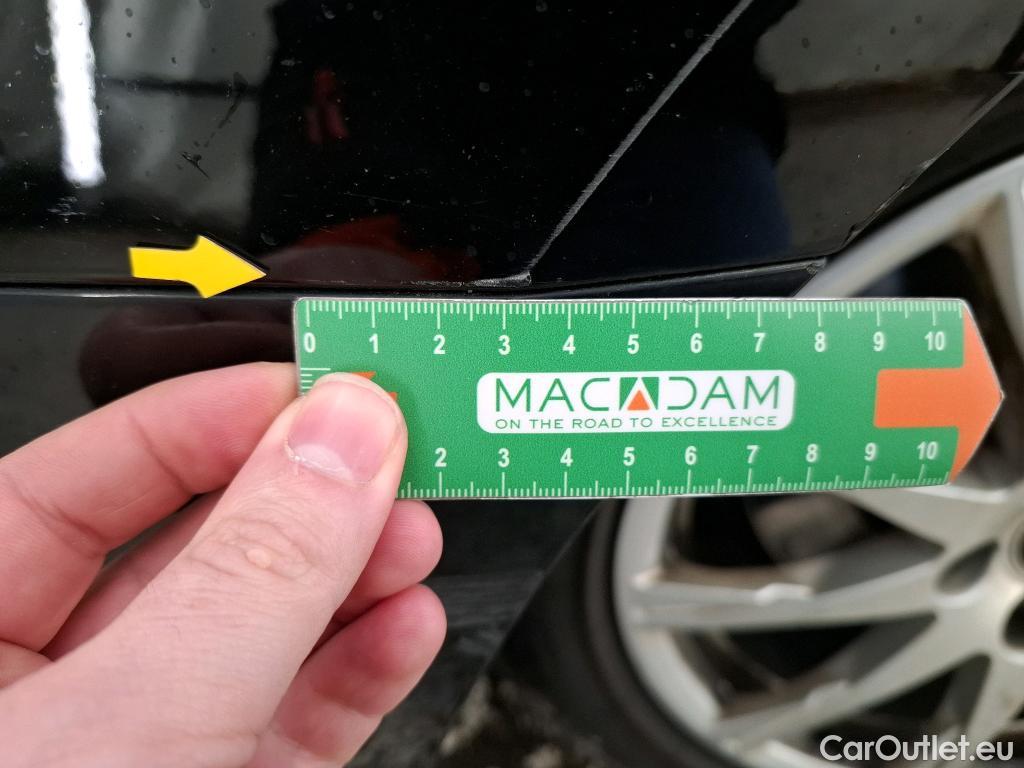 0 1 2 3 4 5 6 7 8 9 10
MACADAM
ON THE ROAD TO EXCELLENCE
2 3 4 5 6 7 8 9 10
CarOutlet.eu